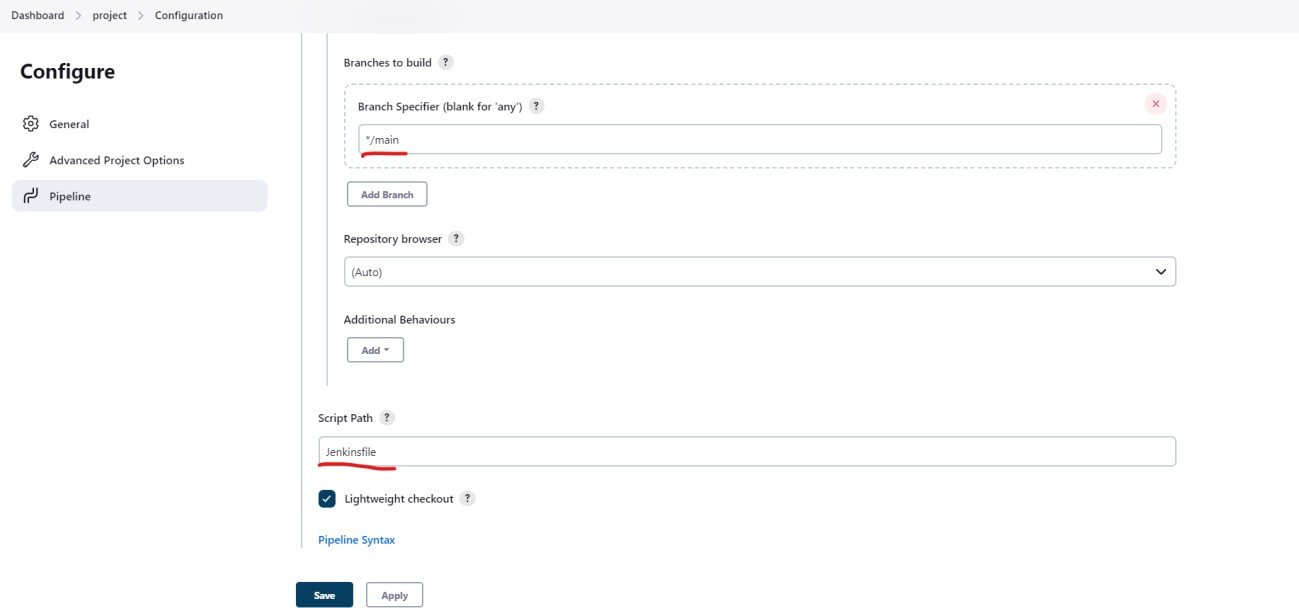 Dashboard > project > Configuration
Configure
General
Advanced Project Options
Pipeline
Branches to build ?
Branch Specifier (blank for 'any') ?
*/main
Add Branch
Repository browser ?
(Auto)
Additional Behaviours
Add
Script Path ?
Jenkinsfile
Lightweight checkout ?
Pipeline Syntax
Save Apply